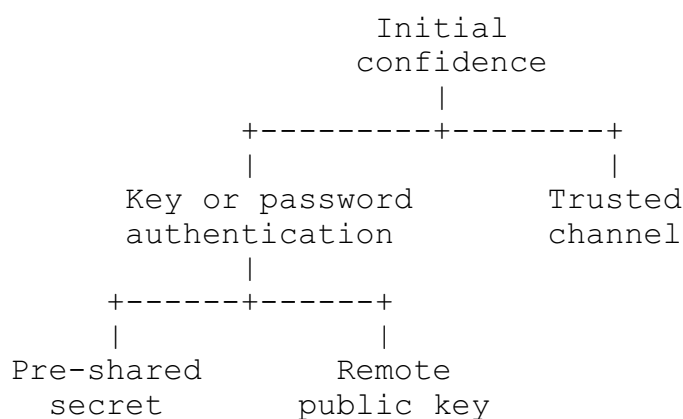 Initial
confidence
|
+---------+--------+
|                  |
Key or password       Trusted
authentication        channel
|
+------+------+
|             |
Pre-shared       Remote
secret       public key